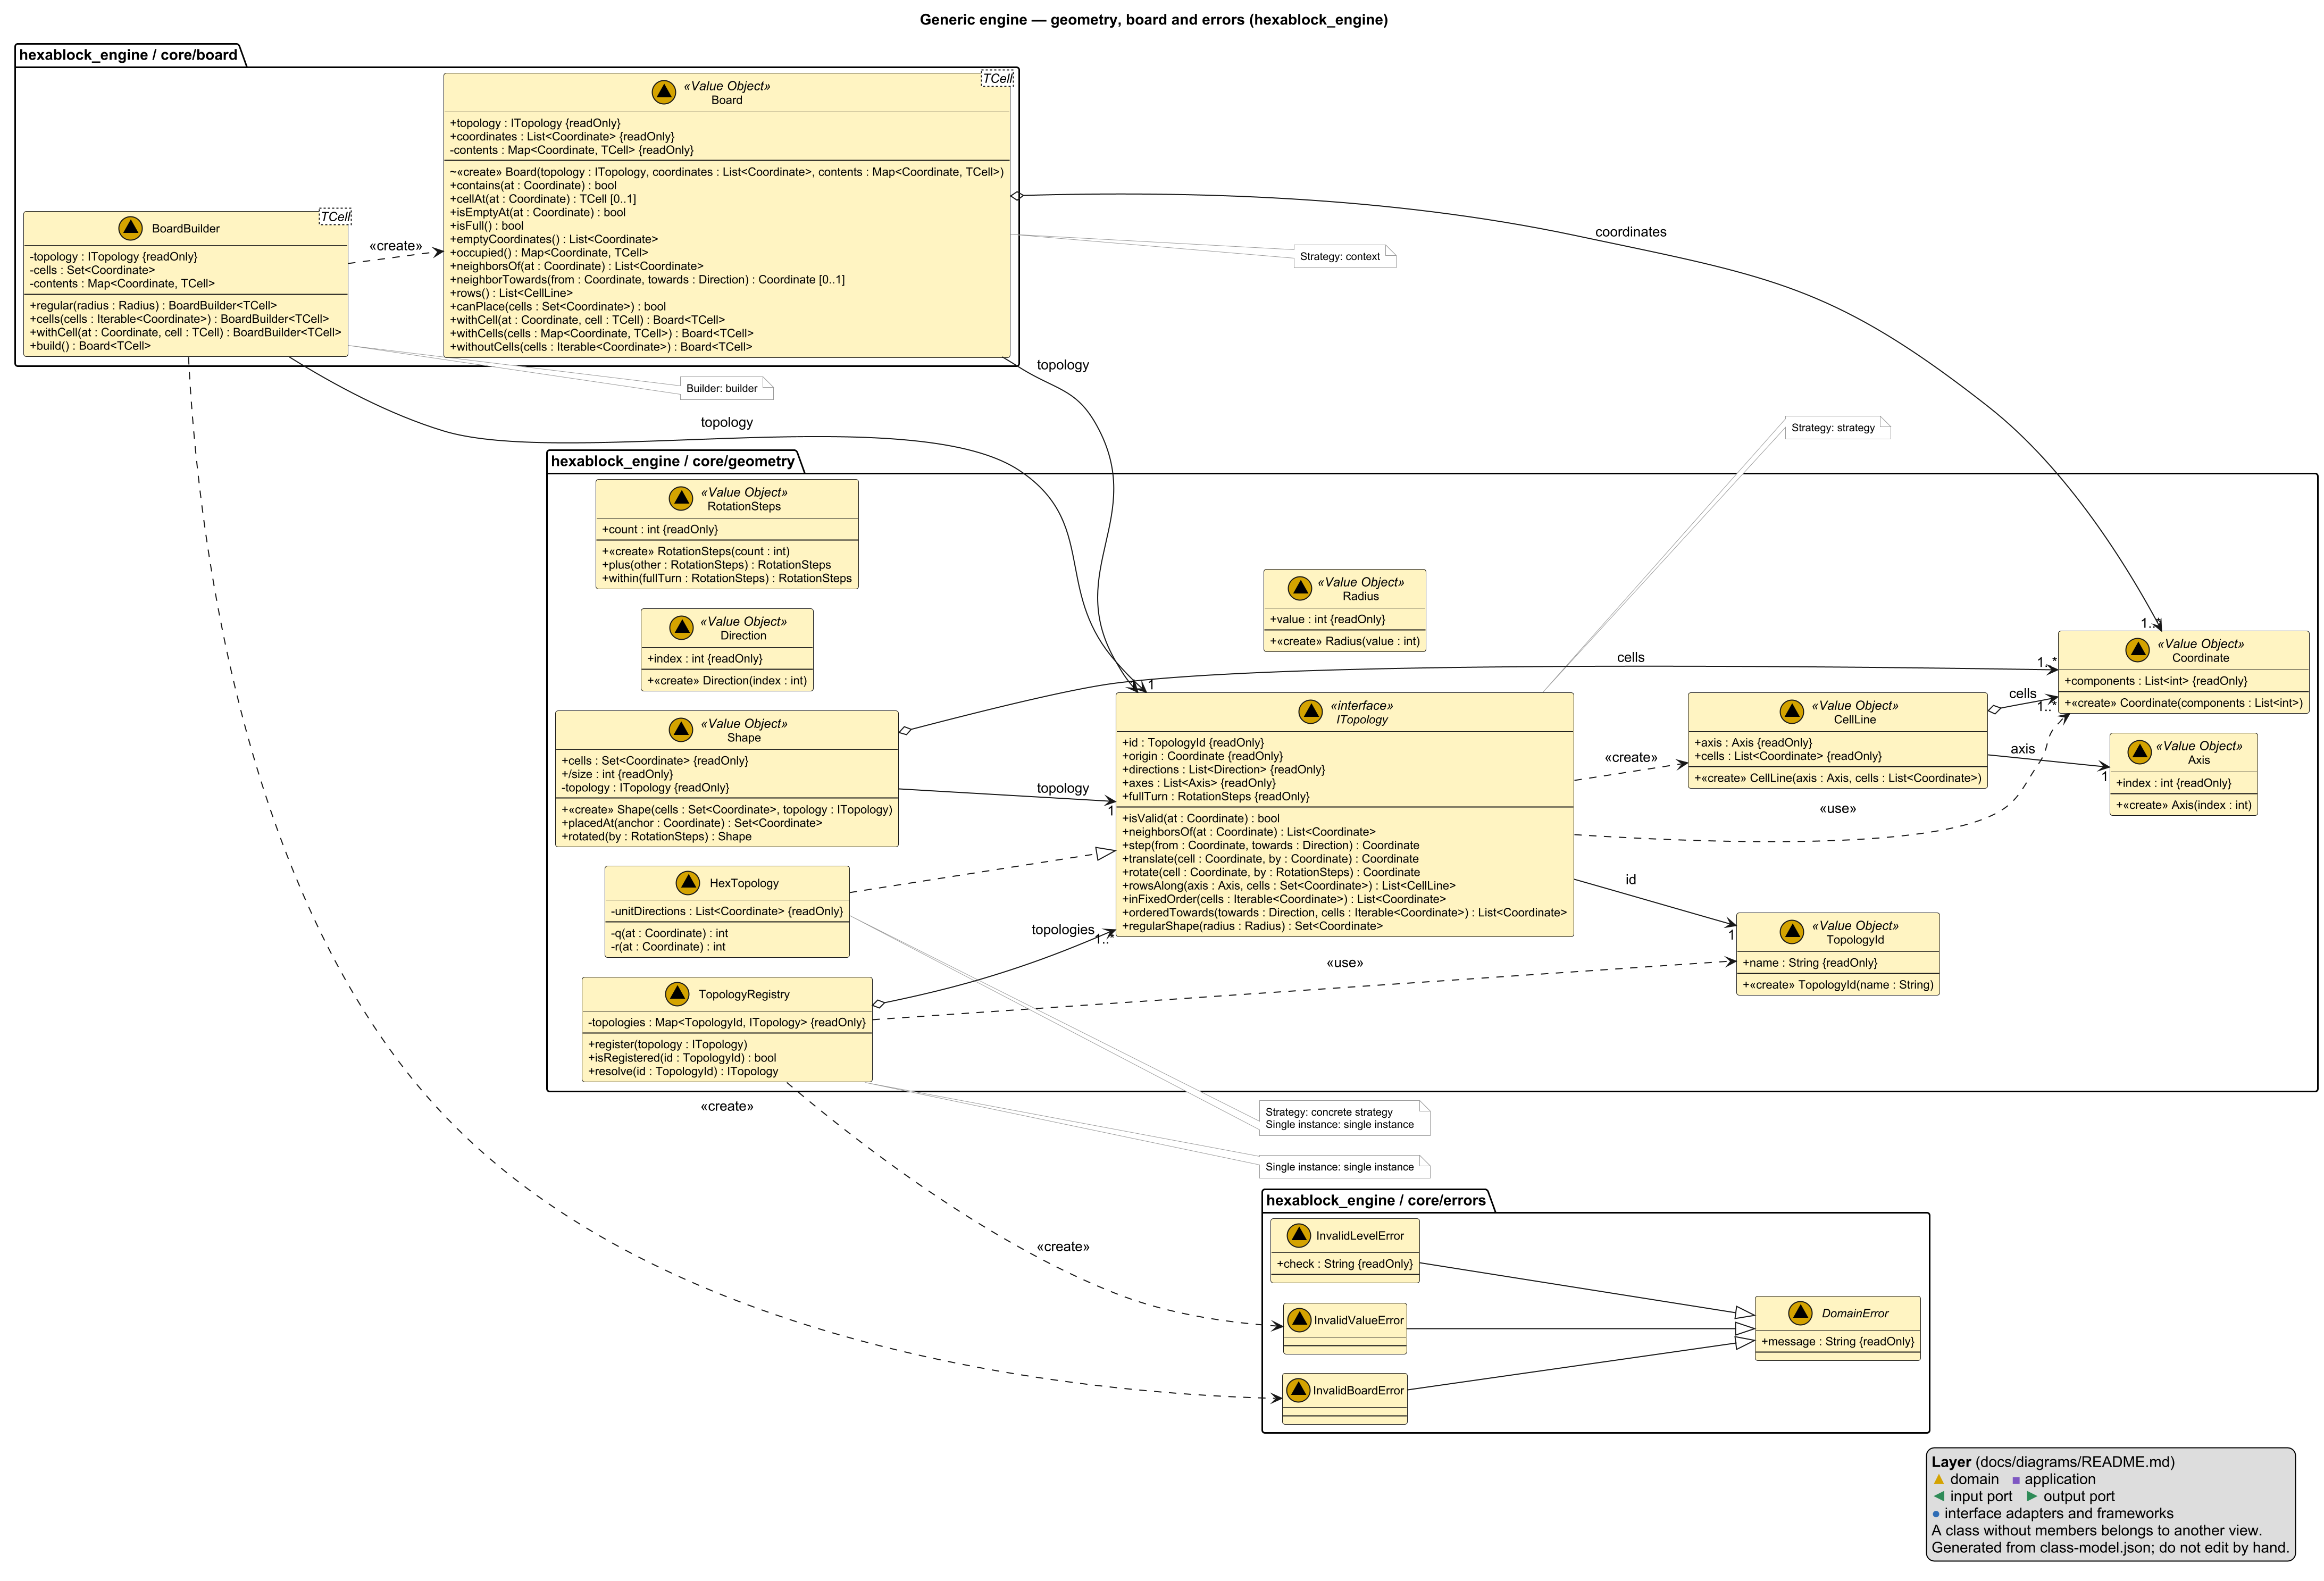 Generic engine — geometry, board and errors (hexablock_engine)
hexablock_engine / core/board
TCell
«Value Object»
Board
+topology : ITopology {readOnly}
+coordinates : List<Coordinate> {readOnly}
-contents : Map<Coordinate, TCell> {readOnly}
~«create» Board(topology : ITopology, coordinates : List<Coordinate>, contents : Map<Coordinate, TCell>)
+contains(at : Coordinate) : bool
+cellAt(at : Coordinate) : TCell [0..1]
+isEmptyAt(at : Coordinate) : bool
+isFull() : bool
+emptyCoordinates() : List<Coordinate>
+occupied() : Map<Coordinate, TCell>
+neighborsOf(at : Coordinate) : List<Coordinate>
+neighborTowards(from : Coordinate, towards : Direction) : Coordinate [0..1]
+rows() : List<CellLine>
+canPlace(cells : Set<Coordinate>) : bool
+withCell(at : Coordinate, cell : TCell) : Board<TCell>
+withCells(cells : Map<Coordinate, TCell>) : Board<TCell>
+withoutCells(cells : Iterable<Coordinate>) : Board<TCell>
TCell
BoardBuilder
-topology : ITopology {readOnly}
-cells : Set<Coordinate>
-contents : Map<Coordinate, TCell>
+regular(radius : Radius) : BoardBuilder<TCell>
+cells(cells : Iterable<Coordinate>) : BoardBuilder<TCell>
+withCell(at : Coordinate, cell : TCell) : BoardBuilder<TCell>
+build() : Board<TCell>
«create»
coordinates
Strategy: context
topology
Builder: builder
topology
Strategy: strategy
hexablock_engine / core/geometry
«Value Object»
RotationSteps
+count : int {readOnly}
+«create» RotationSteps(count : int)
+plus(other : RotationSteps) : RotationSteps
+within(fullTurn : RotationSteps) : RotationSteps
«Value Object»
Radius
+value : int {readOnly}
+«create» Radius(value : int)
«Value Object»
Direction
+index : int {readOnly}
+«create» Direction(index : int)
«Value Object»
Coordinate
+components : List<int> {readOnly}
+«create» Coordinate(components : List<int>)
cells
1..*
1
cells
1..*
«Value Object»
Shape
+cells : Set<Coordinate> {readOnly}
+/size : int {readOnly}
-topology : ITopology {readOnly}
+«create» Shape(cells : Set<Coordinate>, topology : ITopology)
+placedAt(anchor : Coordinate) : Set<Coordinate>
+rotated(by : RotationSteps) : Shape
topology
1
«interface»
ITopology
+id : TopologyId {readOnly}
+origin : Coordinate {readOnly}
+directions : List<Direction> {readOnly}
+axes : List<Axis> {readOnly}
+fullTurn : RotationSteps {readOnly}
+isValid(at : Coordinate) : bool
+neighborsOf(at : Coordinate) : List<Coordinate>
+step(from : Coordinate, towards : Direction) : Coordinate
+translate(cell : Coordinate, by : Coordinate) : Coordinate
+rotate(cell : Coordinate, by : RotationSteps) : Coordinate
+rowsAlong(axis : Axis, cells : Set<Coordinate>) : List<CellLine>
+inFixedOrder(cells : Iterable<Coordinate>) : List<Coordinate>
+orderedTowards(towards : Direction, cells : Iterable<Coordinate>) : List<Coordinate>
+regularShape(radius : Radius) : Set<Coordinate>
«create»
«Value Object»
CellLine
+axis : Axis {readOnly}
+cells : List<Coordinate> {readOnly}
+«create» CellLine(axis : Axis, cells : List<Coordinate>)
axis
1
«Value Object»
Axis
+index : int {readOnly}
+«create» Axis(index : int)
«use»
id
1
«Value Object»
TopologyId
+name : String {readOnly}
+«create» TopologyId(name : String)
HexTopology
-unitDirections : List<Coordinate> {readOnly}
-q(at : Coordinate) : int
-r(at : Coordinate) : int
topologies
«use»
TopologyRegistry
-topologies : Map<TopologyId, ITopology> {readOnly}
+register(topology : ITopology)
+isRegistered(id : TopologyId) : bool
+resolve(id : TopologyId) : ITopology
«create»
Strategy: concrete strategy
Single instance: single instance
Single instance: single instance
«create»
hexablock_engine / core/errors
InvalidLevelError
+check : String {readOnly}
InvalidValueError
InvalidBoardError
DomainError
+message : String {readOnly}
Layer (docs/diagrams/README.md)
▲ domain ■ application
◄ input port ► output port
● interface adapters and frameworks
A class without members belongs to another view.
Generated from class-model.json; do not edit by hand.